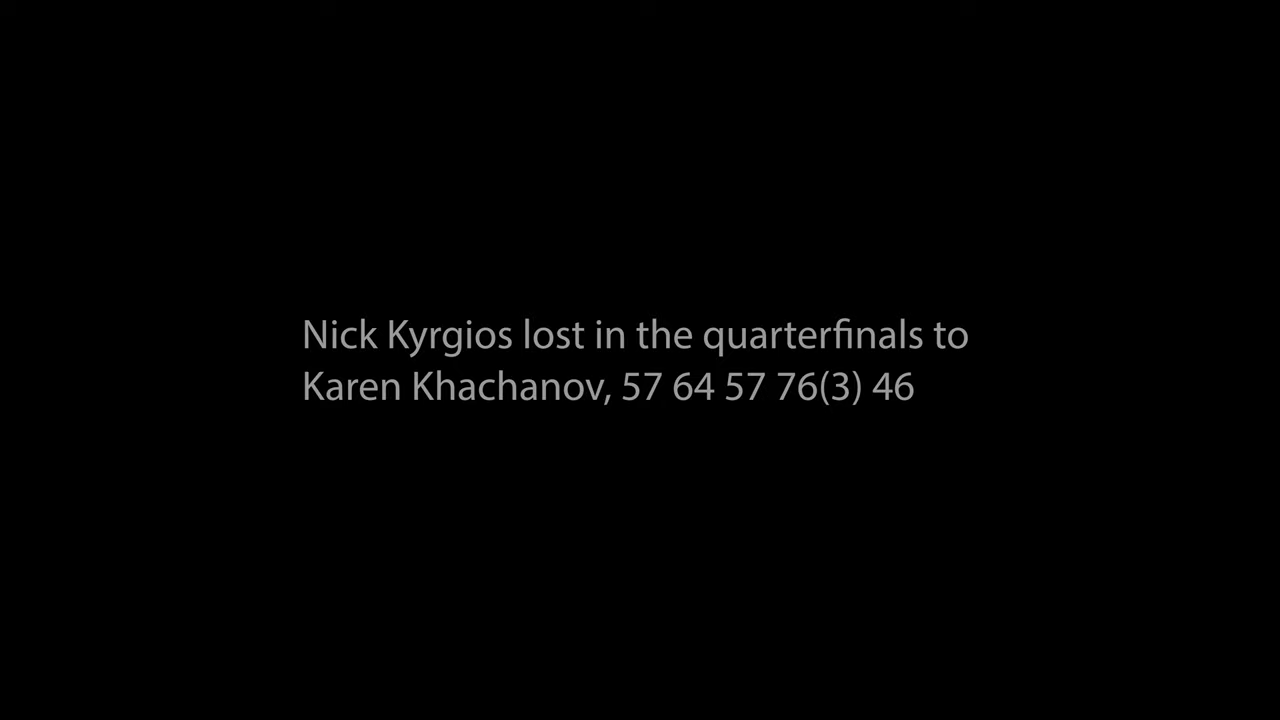 Nick Kyrgios lost in the quarterfinals to
Karen Khachanov, 57 64 57 76(3) 46